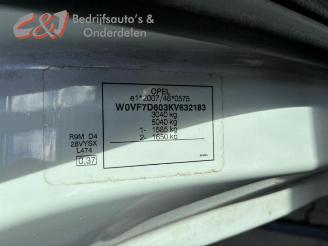 C&J Bedrijfsauto's &
Onderdelen
OPEL
e1*2007/46*0576
W0VF7D603KV632183
3040 kg
5040 kg
1- 1585 kg
2- 1650 kg
R9M D4
28VYSX
L474
0.37